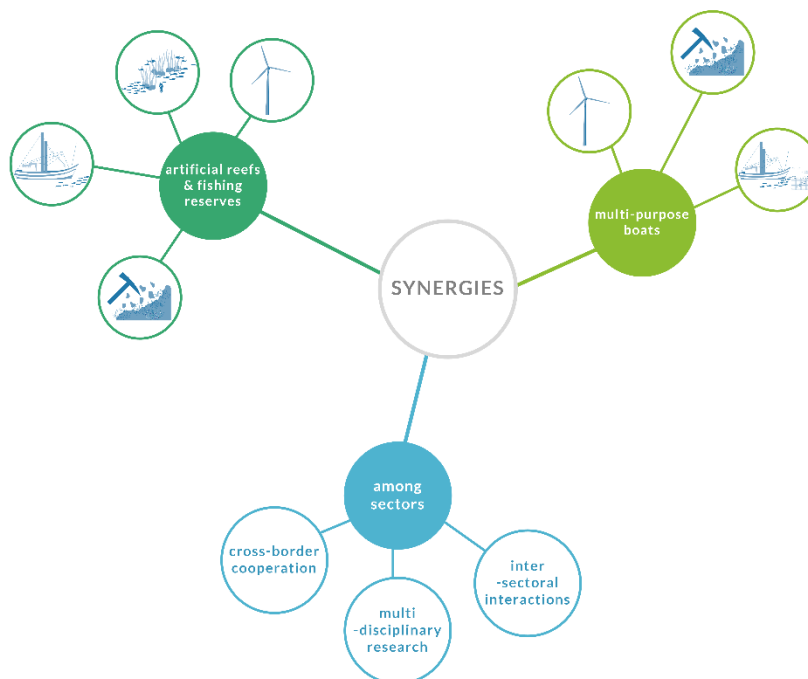 artificial reefs
& fishing
reserves
multi-purpose
boats
SYNERGIES
among
sectors
cross-border
cooperation
multi
-disciplinary
research
inter
-sectoral
interactions